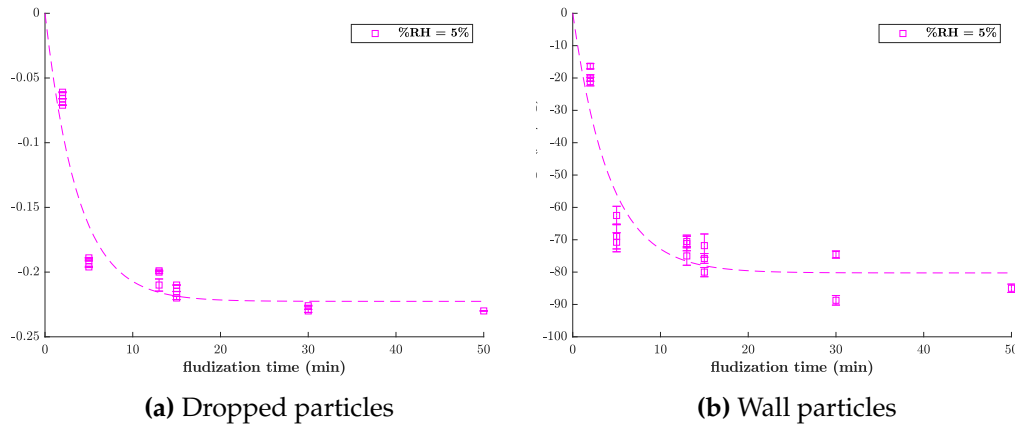 0
-0.05
-0.1
-0.15
-0.2
-0.25
0 10 20 30 40 50
fludization time (min)
%RH = 5%
(a) Dropped particles
0
-10
-20
-30
-40
-50
-60
-70
-80
-90
-100
0 10 20 30 40 50
fludization time (min)
%RH = 5%
(b) Wall particles